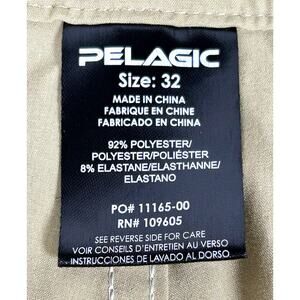 PELAGIC
Size: 32
MADE IN CHINA
FABRIQUE EN CHINE
FABRICADO EN CHINA
92% POLYESTER/
POLYESTER/POLIÉSTER
8% ELASTANE/ELASTHANNE/
ELASTANO
PO# 11165-00
RN# 109605
SEE REVERSE SIDE FOR CARE
VOIR CONSEILS D'ENTRETIEN AU VERSO
INSTRUCCIONES DE LAVADO AL DORSO.